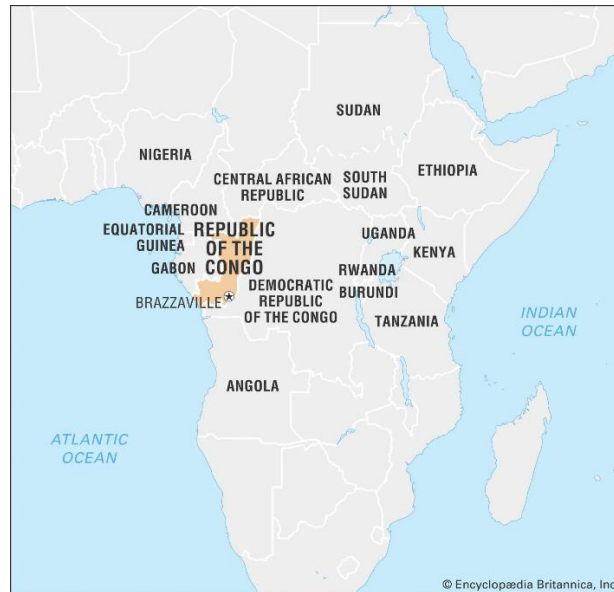 SUDAN
NIGERIA
ETHIOPIA
CENTRAL AFRICAN
REPUBLIC
SOUTH
SUDAN
CAMEROON
EQUATORIAL
GUINEA
REPUBLIC
OF THE
CONGO
UGANDA
KENYA
GABON
RWANDA
BURUNDI
DEMOCRATIC
REPUBLIC
OF THE CONGO
BRAZZAVILLE
TANZANIA
INDIAN
OCEAN
ANGOLA
ATLANTIC
OCEAN
© Encyclopædia Britannica, Inc